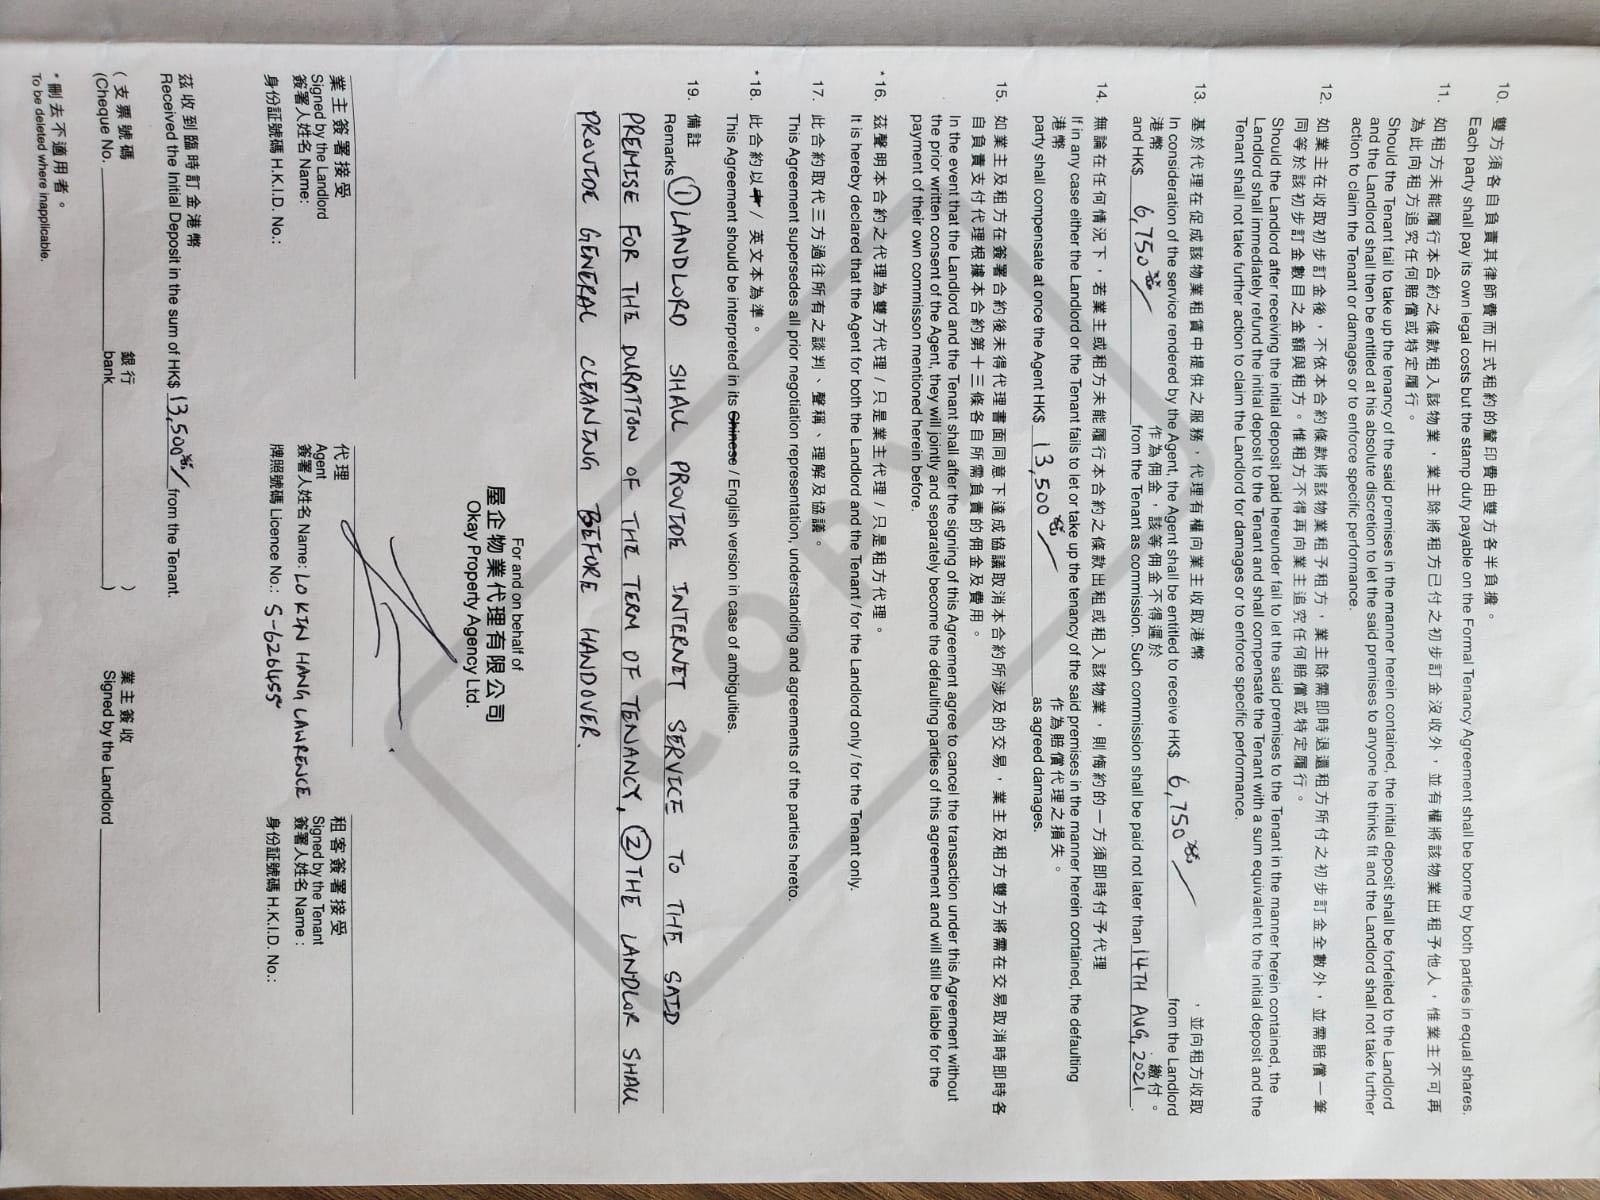 10. 雙方須各自負責其律師費而正式租約的釐印費由雙方各半負擔。
Each party shall pay its own legal costs but the stamp duty payable on the Formal Tenancy Agreement shall be borne by both parties in equal shares.
11. 如租方未能履行本合約之條款租入該物業，業主除將租方已付之初步訂金沒收外，並有權將該物業出租予他人，惟業主不可再
為此向租方追究任何賠償或特定履行。
Should the Tenant fail to take up the tenancy of the said premises in the manner herein contained, the initial deposit shall be forfeited to the Landlord
and the Landlord shall then be entitled at his absolute discretion to let the said premises to anyone he thinks fit and the Landlord shall not take further
action to claim the Tenant or damages or to enforce specific performance.
12. 如業主在收取初步訂金後，不依本合約條款將該物業租予租方，業主除需即時退還租方所付之初步訂金全數外，並需賠償一筆
同等於該初步訂金數目之金額與租方。惟租方不得再向業主追究任何賠償或特定履行。
Should the Landlord after receiving the initial deposit paid hereunder fail to let the said premises to the Tenant in the manner herein contained, the
Landlord shall immediately refund the initial deposit to the Tenant and shall compensate the Tenant with a sum equivalent to the initial deposit and the
Tenant shall not take further action to claim the Landlord for damages or to enforce specific performance.
13. 基於代理在促成該物業租賃中提供之服務，代理有權向業主收取港幣 ，並向租方收取
In consideration of the service rendered by the Agent, the Agent shall be entitled to receive HK$ 6,750 from the Landlord
港幣 作為佣金，該等佣金不得遲於 繳付。
and HK$ 6,750 from the Tenant as commission. Such commission shall be paid not later than 14TH AUG, 2021.
14. 無論在任何情況下，若業主或租方未能履行本合約之條款出租或租入該物業，則悔約的一方須即時付予代理
If in any case either the Landlord or the Tenant fails to let or take up the tenancy of the said premises in the manner herein contained, the defaulting
港幣 作為賠償代理之損失。
party shall compensate at once the Agent HK$ 13,500 as agreed damages.
15. 如業主及租方在簽署合約後未得代理書面同意下達成協議取消本合約所涉及的交易，業主及租方雙方將需在交易取消時即時各
自負責支付代理根據本合約第十三條各自所需負責的佣金及費用。
In the event that the Landlord and the Tenant shall after the signing of this Agreement agree to cancel the transaction under this Agreement without
the prior written consent of the Agent, they will jointly and separately become the defaulting parties of this agreement and will still be liable for the
payment of their own commisson mentioned herein before.
*16. 茲聲明本合約之代理為雙方代理 / 只是業主代理 / 只是租方代理。
It is hereby declared that the Agent for both the Landlord and the Tenant / for the Landlord only / for the Tenant only.
17. 此合約取代三方過往所有之談判、聲稱、理解及協議。
This Agreement supersedes all prior negotiation representation, understanding and agreements of the parties hereto.
*18. 此合約以中 / 英文本為準。
This Agreement should be interpreted in its Chinese / English version in case of ambiguities.
19. 備註
Remarks ① LANDLORD SHALL PROVIDE INTERNET SERVICE TO THE SAID
PREMISE FOR THE DURATION OF THE TERM OF TENANCY, ② THE LANDLOR SHALL
PROVIDE GENERAL CLEANING BEFORE HANDOVER.
For and on behalf of
屋企物業代理有限公司
Okay Property Agency Ltd.
業主簽署接受
Signed by the Landlord
簽署人姓名 Name:
身份証號碼 H.K.I.D. No.:
代理
Agent
簽署人姓名 Name: LO KIN HANG LAWRENCE
牌照號碼 Licence No.: S-626455
租客簽署接受
Signed by the Tenant
簽署人姓名 Name :
身份証號碼 H.K.I.D. No.:
茲收到臨時訂金港幣
Received the Initial Deposit in the sum of HK$ 13,500 from the Tenant.
( 支票號碼 銀行 ) 業主簽收
(Cheque No. bank ) Signed by the Landlord
* 刪去不適用者。
To be deleted where inapplicable.
COPY